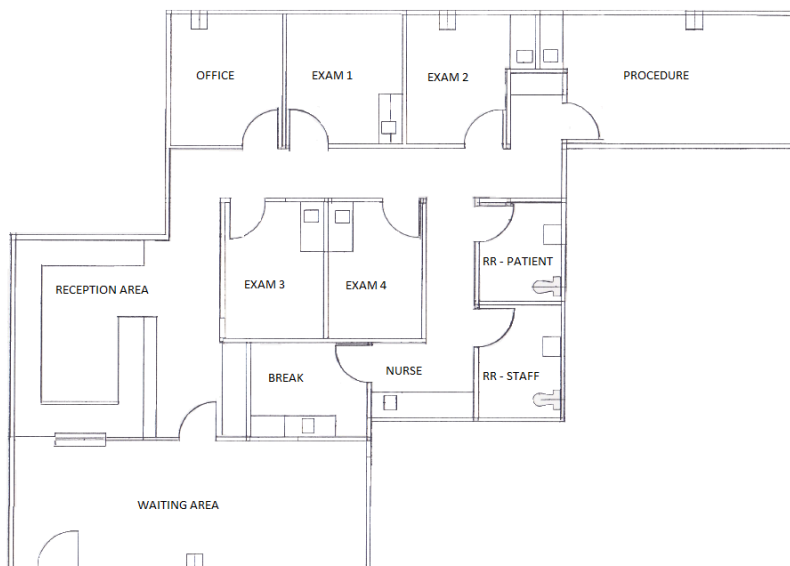 OFFICE
EXAM 1
EXAM 2
PROCEDURE
RR - PATIENT
EXAM 3
EXAM 4
RECEPTION AREA
NURSE
RR - STAFF
BREAK
WAITING AREA